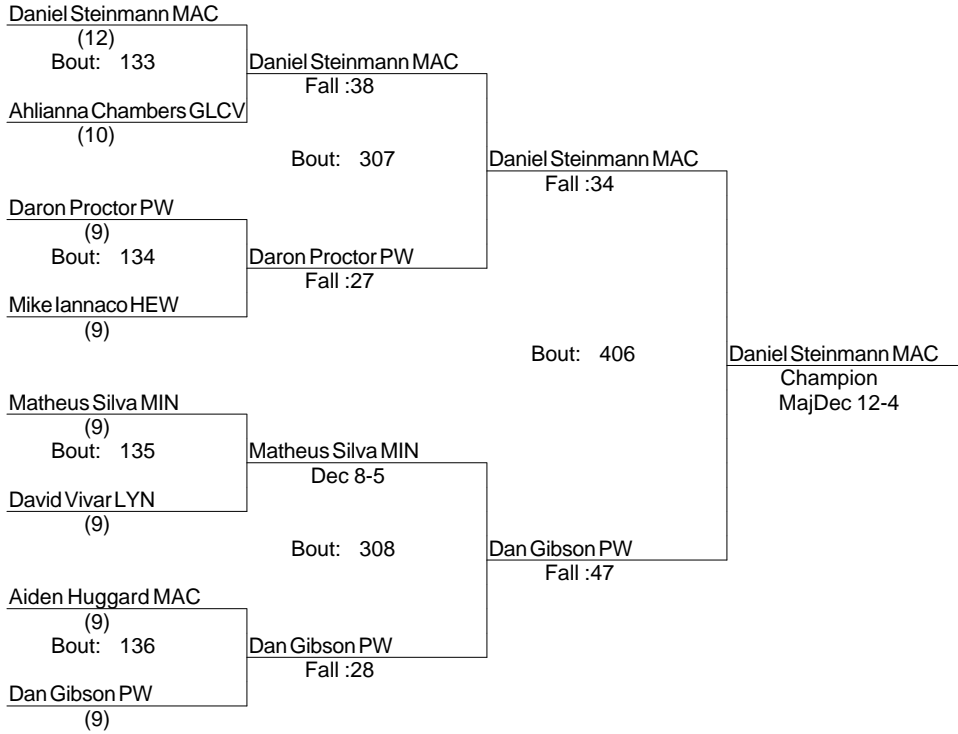 Daniel Steinmann MAC
(12)
Bout: 133
Daniel Steinmann MAC
Fall :38
Ahlianna Chambers GLCV
(10)
Bout: 307
Daniel Steinmann MAC
Fall :34
Daron Proctor PW
(9)
Bout: 134
Daron Proctor PW
Fall :27
Mike Iannaco HEW
(9)
Bout: 406
Daniel Steinmann MAC
Champion
MajDec 12-4
Matheus Silva MIN
(9)
Bout: 135
Matheus Silva MIN
Dec 8-5
David Vivar LYN
(9)
Bout: 308
Dan Gibson PW
Fall :47
Aiden Huggard MAC
(9)
Bout: 136
Dan Gibson PW
Fall :28
Dan Gibson PW
(9)